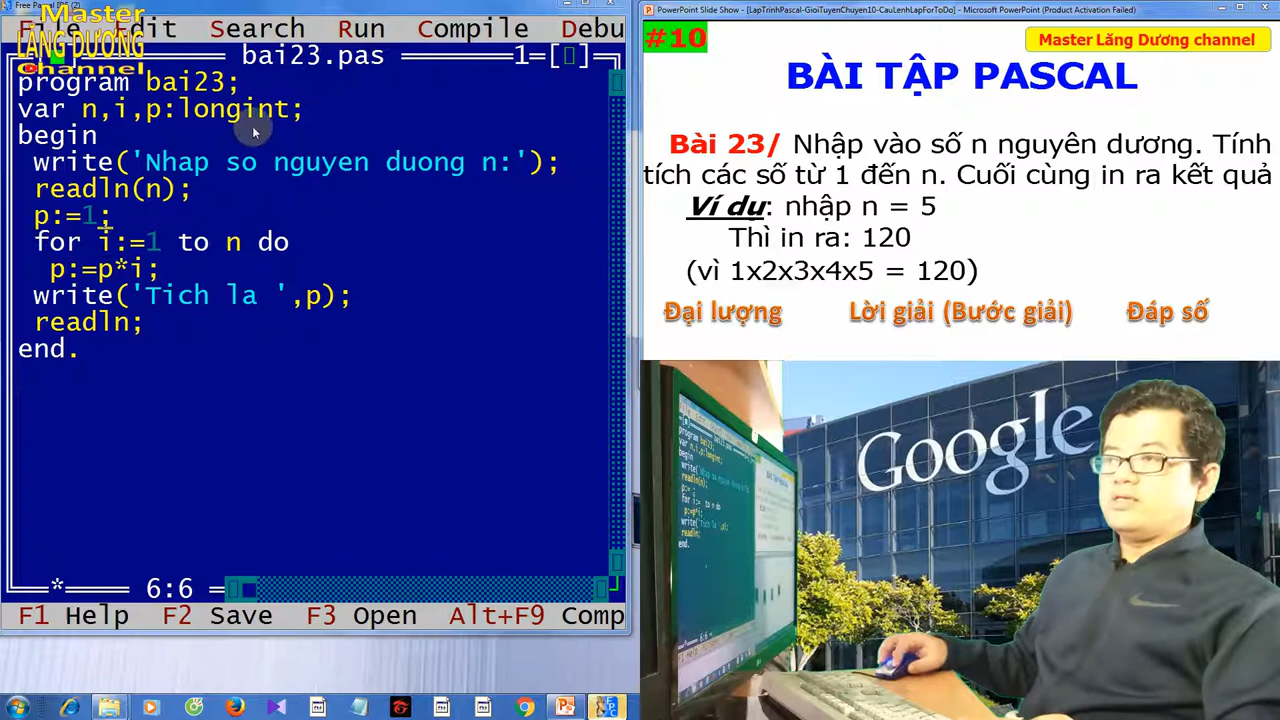 Free Pascal IDE
Master
LĂNG DƯƠNG
Channel
File Edit Search Run Compile Debu
bai23.pas 1=[ ]
program bai23;
var n,i,p:longint;
begin
write('Nhap so nguyen duong n:');
readln(n);
p:=1;
for i:=1 to n do
p:=p*i;
write('Tich la ',p);
readln;
end.
* 6:6
F1 Help F2 Save F3 Open Alt+F9 Comp
PowerPoint Slide Show - [LapTrinhPascal-GioiTuyenChuyen10-CauLenhLapForToDo] - Microsoft PowerPoint (Product Activation Failed)
#10
Master Lăng Dương channel
BÀI TẬP PASCAL
Bài 23/ Nhập vào số n nguyên dương. Tính
tích các số từ 1 đến n. Cuối cùng in ra kết quả
Ví dụ: nhập n = 5
Thì in ra: 120
(vì 1x2x3x4x5 = 120)
Đại lượng Lời giải (Bước giải) Đáp số
Google